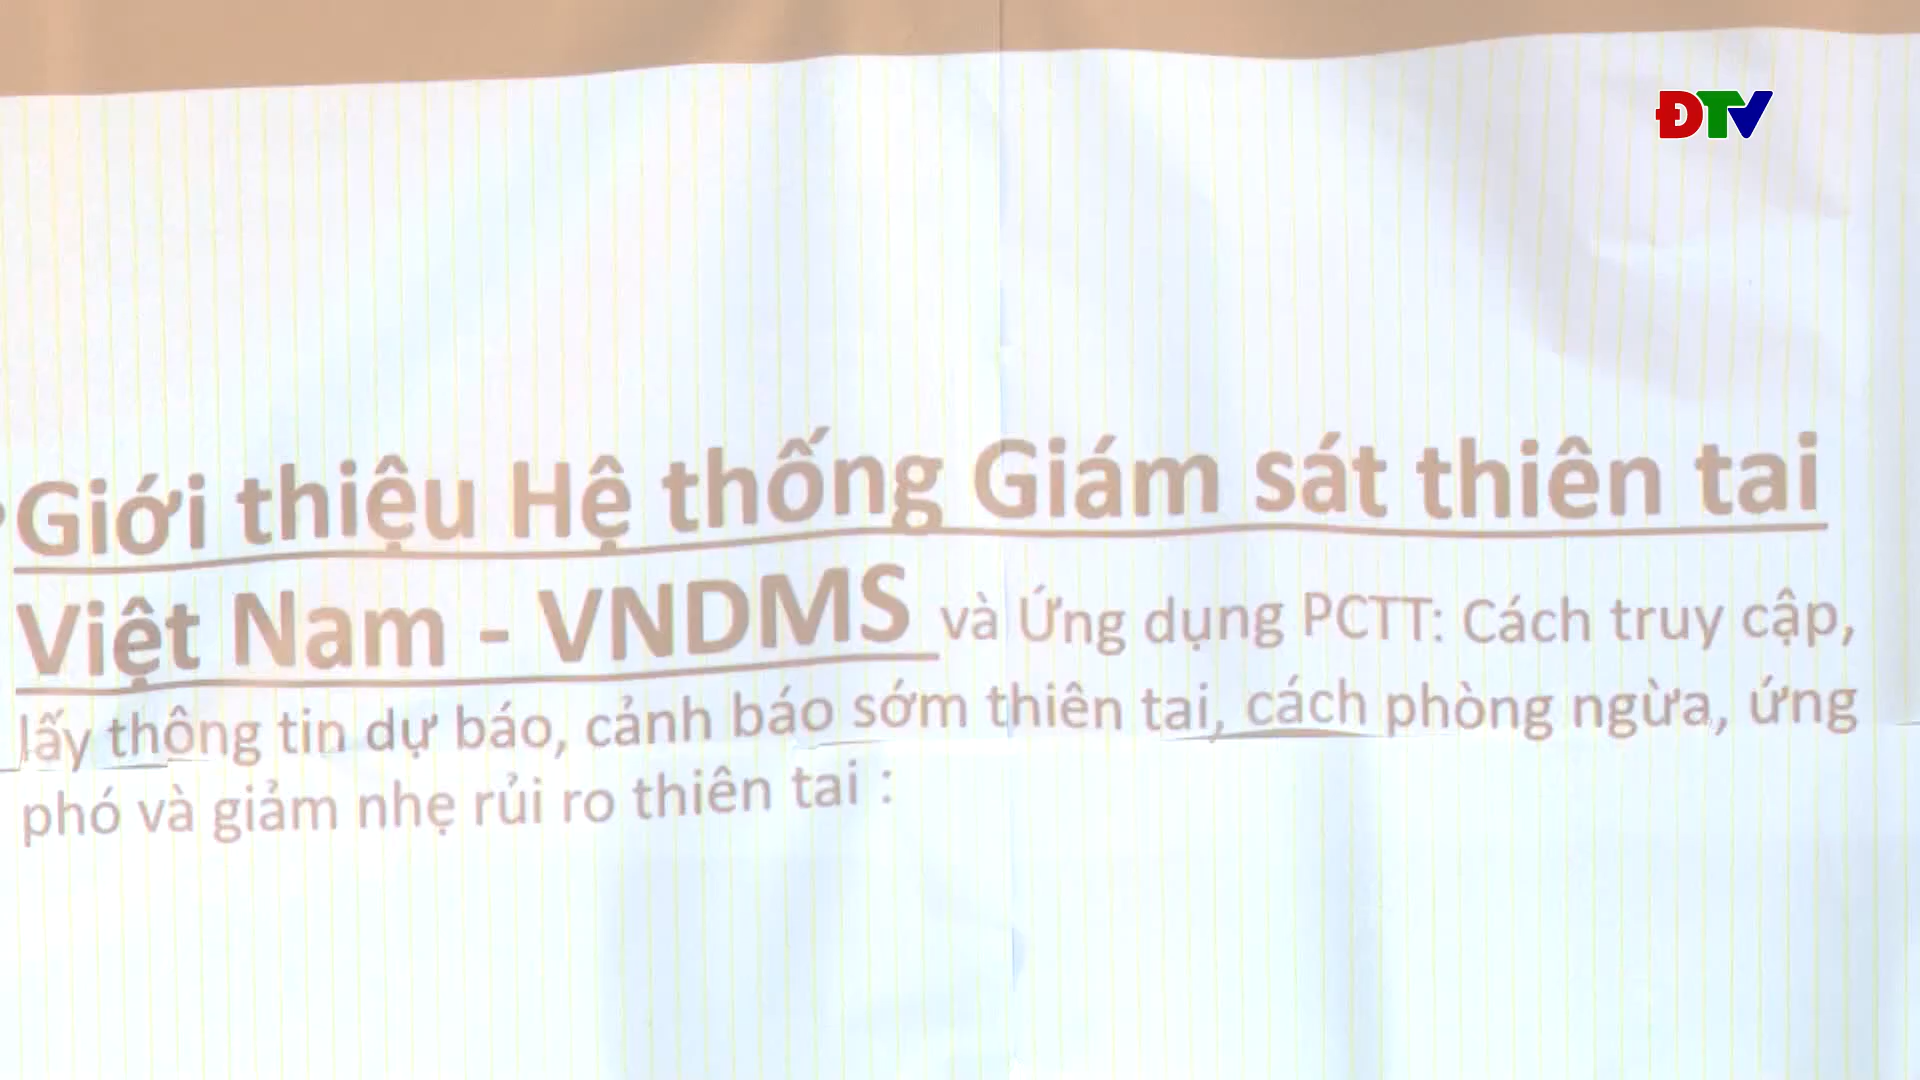 ĐTV
Giới thiệu Hệ thống Giám sát thiên tai
Việt Nam - VNDMS và Ứng dụng PCTT: Cách truy cập,
lấy thông tin dự báo, cảnh báo sớm thiên tai, cách phòng ngừa, ứng
phó và giảm nhẹ rủi ro thiên tai :